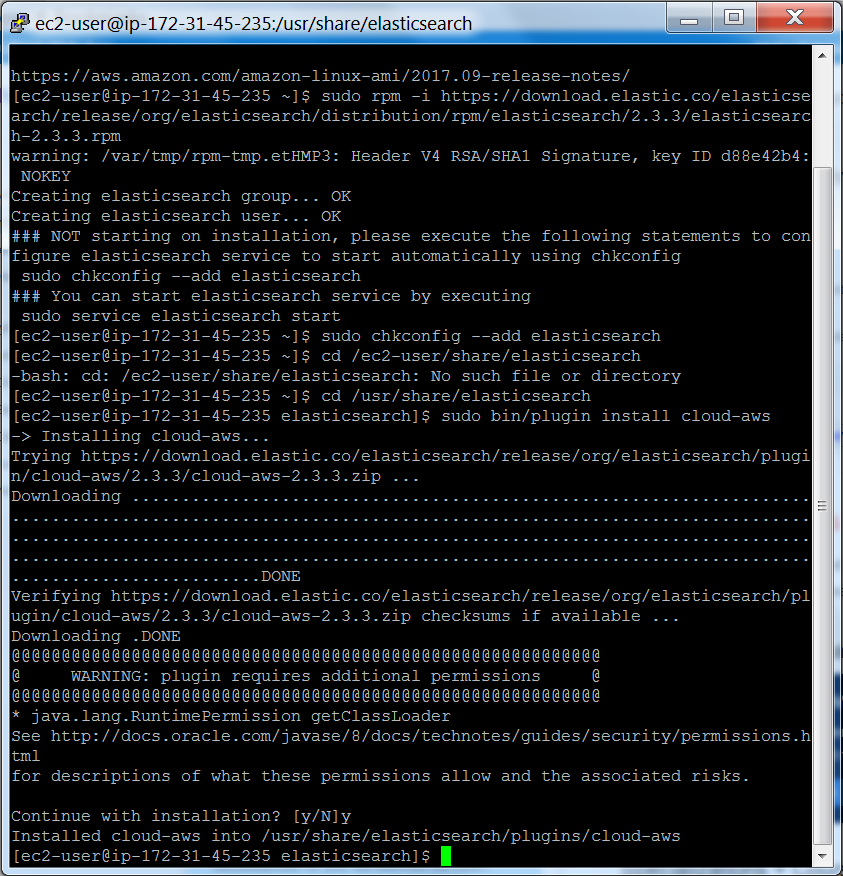 ec2-user@ip-172-31-45-235:/usr/share/elasticsearch
https://aws.amazon.com/amazon-linux-ami/2017.09-release-notes/
[ec2-user@ip-172-31-45-235 ~]$ sudo rpm -i https://download.elastic.co/elasticse
arch/release/org/elasticsearch/distribution/rpm/elasticsearch/2.3.3/elasticsearc
h-2.3.3.rpm
warning: /var/tmp/rpm-tmp.etHMP3: Header V4 RSA/SHA1 Signature, key ID d88e42b4:
 NOKEY
Creating elasticsearch group... OK
Creating elasticsearch user... OK
### NOT starting on installation, please execute the following statements to con
figure elasticsearch service to start automatically using chkconfig
 sudo chkconfig --add elasticsearch
### You can start elasticsearch service by executing
 sudo service elasticsearch start
[ec2-user@ip-172-31-45-235 ~]$ sudo chkconfig --add elasticsearch
[ec2-user@ip-172-31-45-235 ~]$ cd /ec2-user/share/elasticsearch
-bash: cd: /ec2-user/share/elasticsearch: No such file or directory
[ec2-user@ip-172-31-45-235 ~]$ cd /usr/share/elasticsearch
[ec2-user@ip-172-31-45-235 elasticsearch]$ sudo bin/plugin install cloud-aws
-> Installing cloud-aws...
Trying https://download.elastic.co/elasticsearch/release/org/elasticsearch/plugi
n/cloud-aws/2.3.3/cloud-aws-2.3.3.zip ...
Downloading ....................................................................
................................................................................
................................................................................
................................................................................
.........................DONE
Verifying https://download.elastic.co/elasticsearch/release/org/elasticsearch/pl
ugin/cloud-aws/2.3.3/cloud-aws-2.3.3.zip checksums if available ...
Downloading .DONE
@@@@@@@@@@@@@@@@@@@@@@@@@@@@@@@@@@@@@@@@@@@@@@@@@@@@@@@@@@@
@     WARNING: plugin requires additional permissions     @
@@@@@@@@@@@@@@@@@@@@@@@@@@@@@@@@@@@@@@@@@@@@@@@@@@@@@@@@@@@
* java.lang.RuntimePermission getClassLoader
See http://docs.oracle.com/javase/8/docs/technotes/guides/security/permissions.h
tml
for descriptions of what these permissions allow and the associated risks.
Continue with installation? [y/N]y
Installed cloud-aws into /usr/share/elasticsearch/plugins/cloud-aws
[ec2-user@ip-172-31-45-235 elasticsearch]$